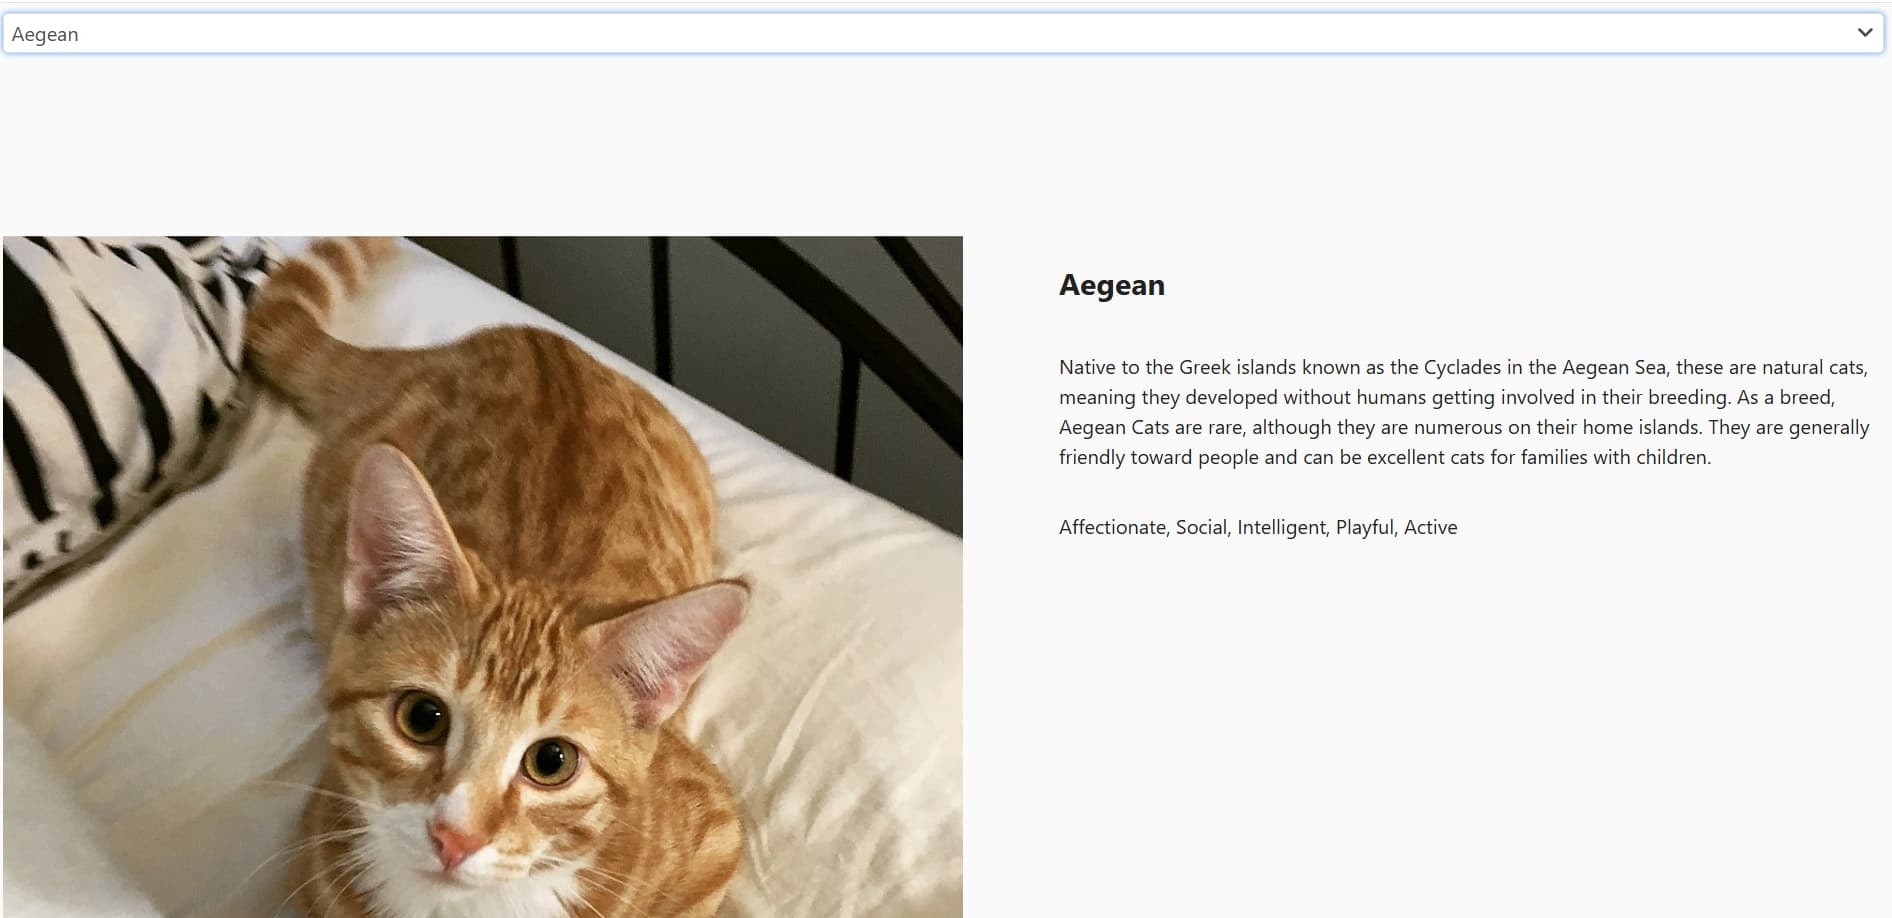 Aegean
Aegean
Native to the Greek islands known as the Cyclades in the Aegean Sea, these are natural cats,
meaning they developed without humans getting involved in their breeding. As a breed,
Aegean Cats are rare, although they are numerous on their home islands. They are generally
friendly toward people and can be excellent cats for families with children.
Affectionate, Social, Intelligent, Playful, Active